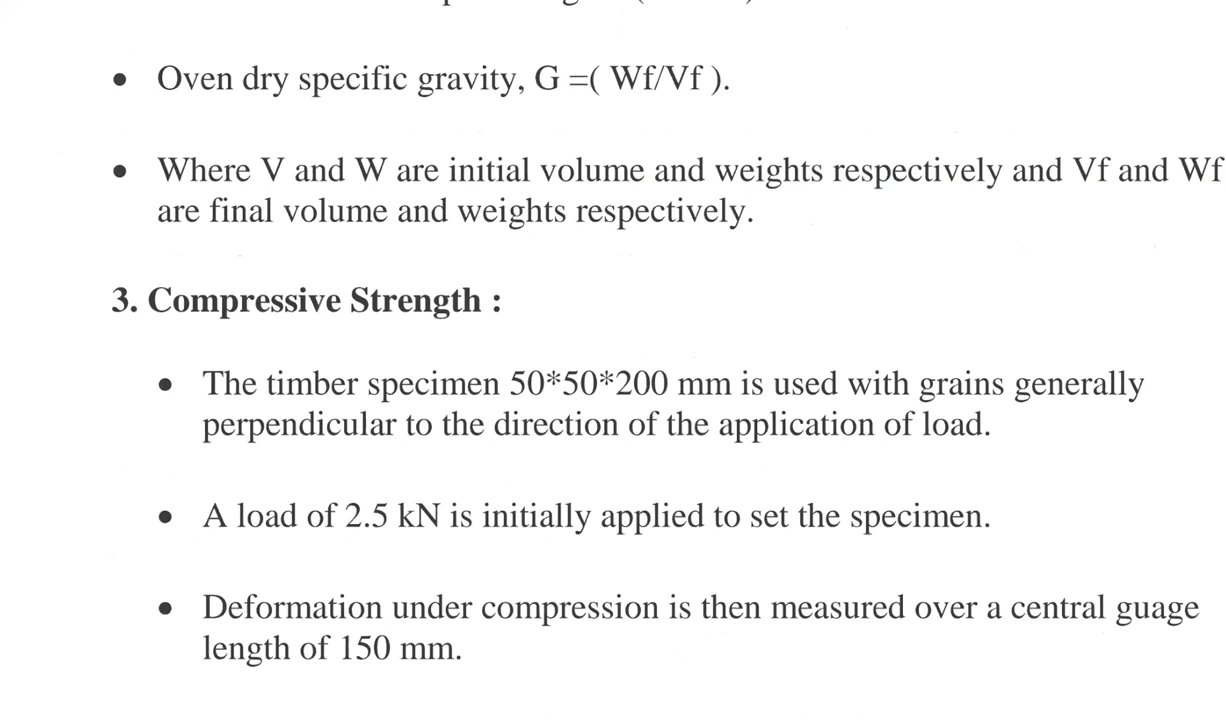 • Oven dry specific gravity, G =( Wf/Vf ).
• Where V and W are initial volume and weights respectively and Vf and Wf
are final volume and weights respectively.
3. Compressive Strength :
• The timber specimen 50*50*200 mm is used with grains generally
perpendicular to the direction of the application of load.
• A load of 2.5 kN is initially applied to set the specimen.
• Deformation under compression is then measured over a central guage
length of 150 mm.